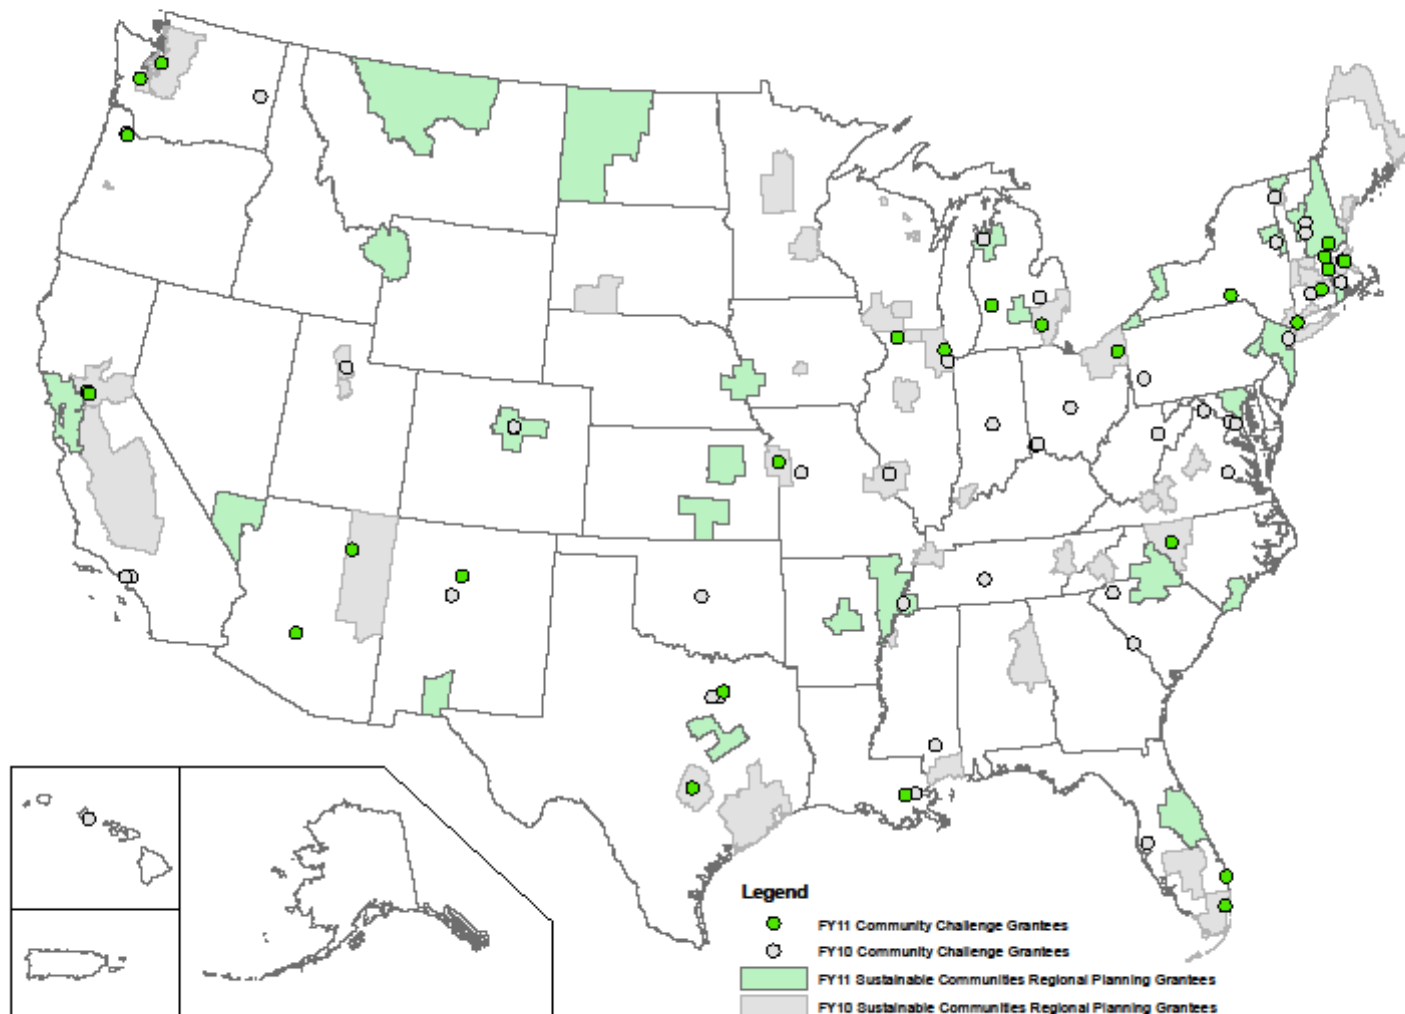 Legend
FY11 Community Challenge Grantees
FY10 Community Challenge Grantees
FY11 Sustainable Communities Regional Planning Grantees
FY10 Sustainable Communities Regional Planning Grantees